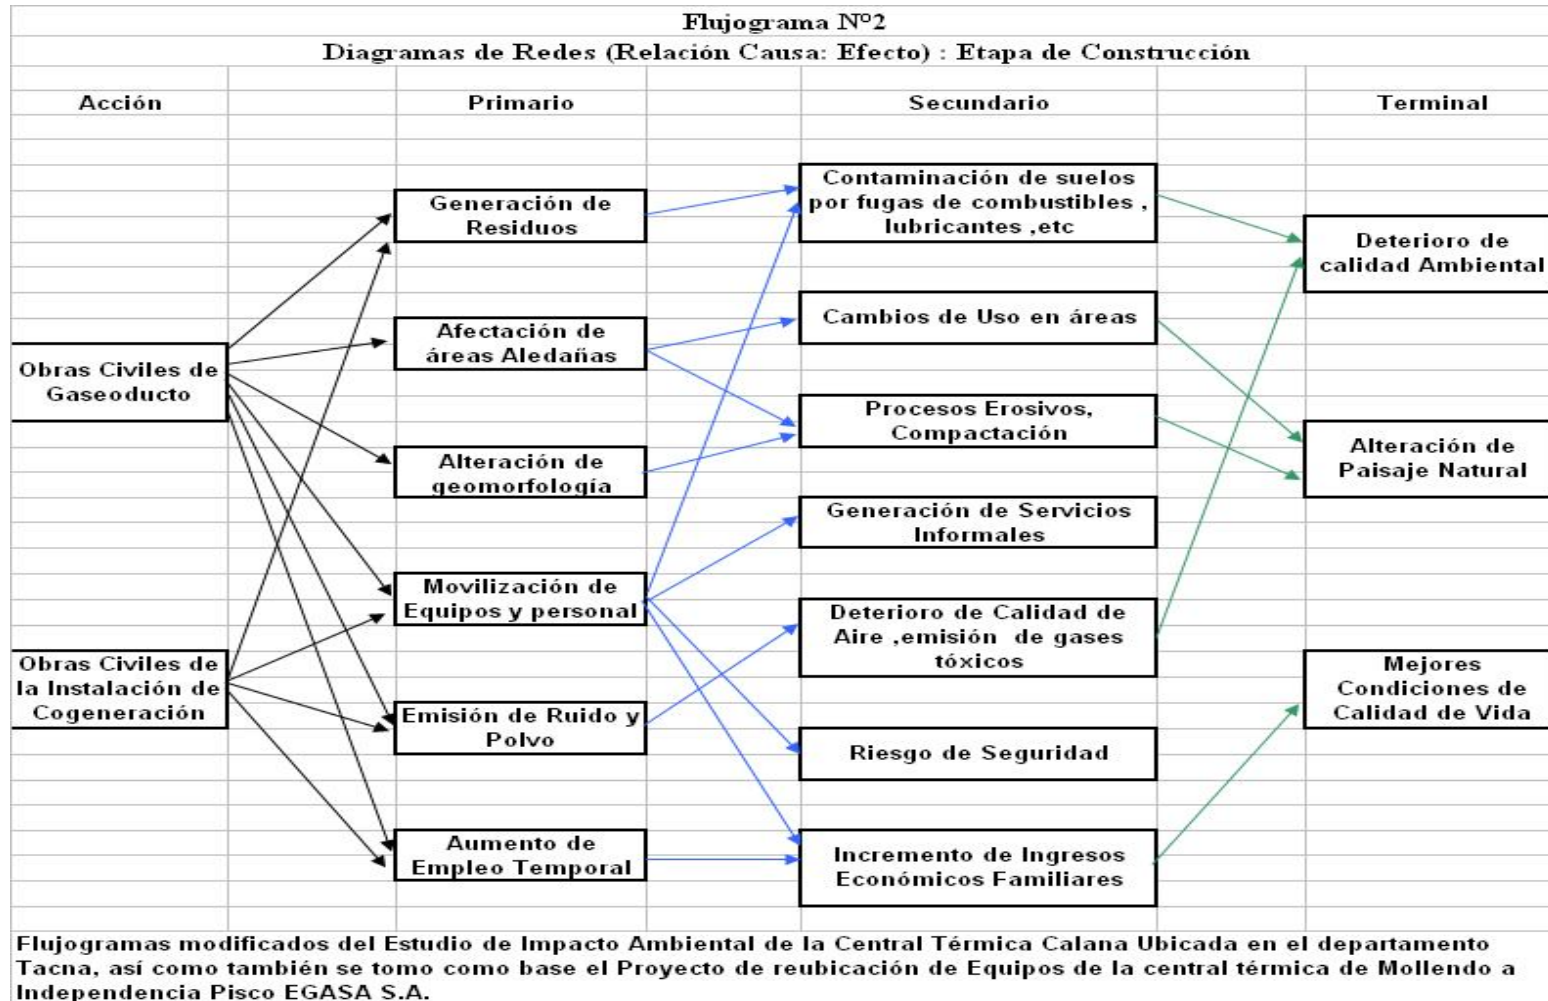 Flujograma N°2
Diagramas de Redes (Relación Causa: Efecto) : Etapa de Construcción
Acción
Primario
Secundario
Terminal
Obras Civiles de
Gaseoducto
Obras Civiles de
la Instalación de
Cogeneración
Generación de
Residuos
Afectación de
áreas Aledañas
Alteración de
geomorfología
Movilización de
Equipos y personal
Emisión de Ruido y
Polvo
Aumento de
Empleo Temporal
Contaminación de suelos
por fugas de combustibles ,
lubricantes ,etc
Cambios de Uso en áreas
Procesos Erosivos,
Compactación
Generación de Servicios
Informales
Deterioro de Calidad de
Aire ,emisión de gases
tóxicos
Riesgo de Seguridad
Incremento de Ingresos
Económicos Familiares
Deterioro de
calidad Ambiental
Alteración de
Paisaje Natural
Mejores
Condiciones de
Calidad de Vida
Flujogramas modificados del Estudio de Impacto Ambiental de la Central Térmica Calana Ubicada en el departamento
Tacna, así como también se tomo como base el Proyecto de reubicación de Equipos de la central térmica de Mollendo a
Independencia Pisco EGASA S.A.